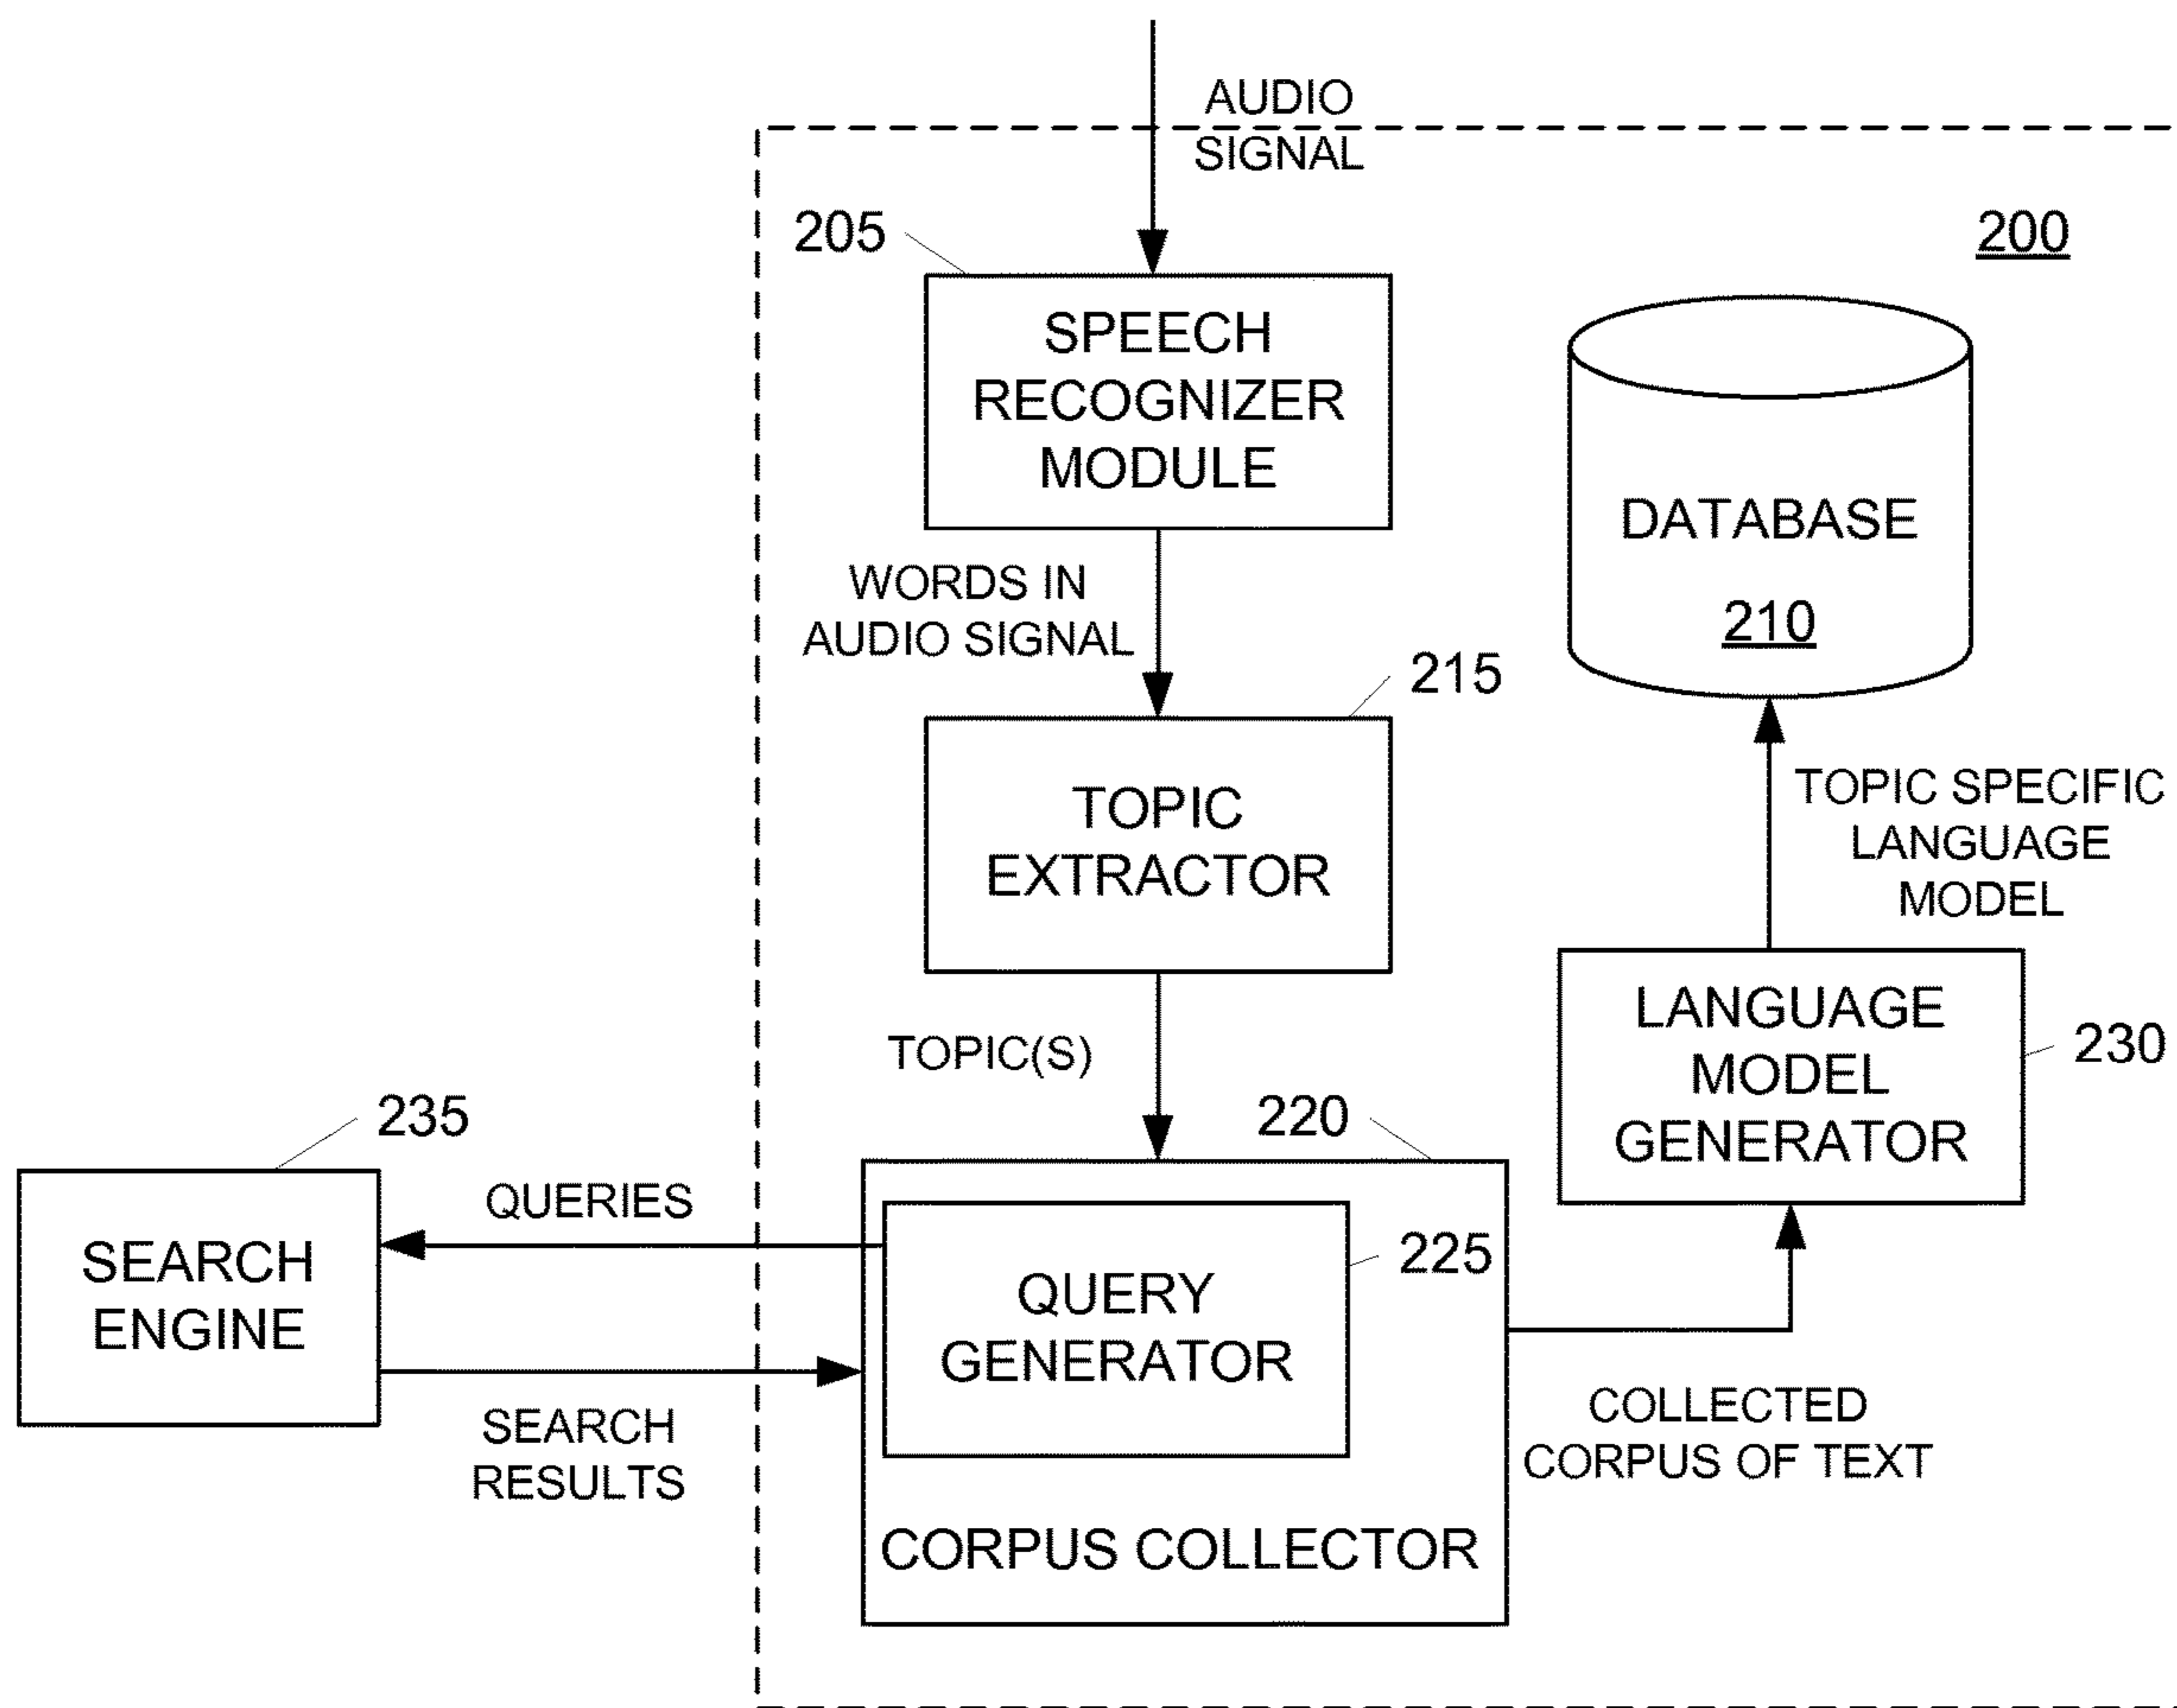 AUDIO
SIGNAL
205
200
SPEECH
RECOGNIZER
MODULE
DATABASE
210
WORDS IN
AUDIO SIGNAL
215
TOPIC
EXTRACTOR
TOPIC SPECIFIC
LANGUAGE
MODEL
TOPIC(S)
LANGUAGE
MODEL
GENERATOR
230
235
220
QUERIES
SEARCH
ENGINE
225
QUERY
GENERATOR
SEARCH
RESULTS
COLLECTED
CORPUS OF TEXT
CORPUS COLLECTOR